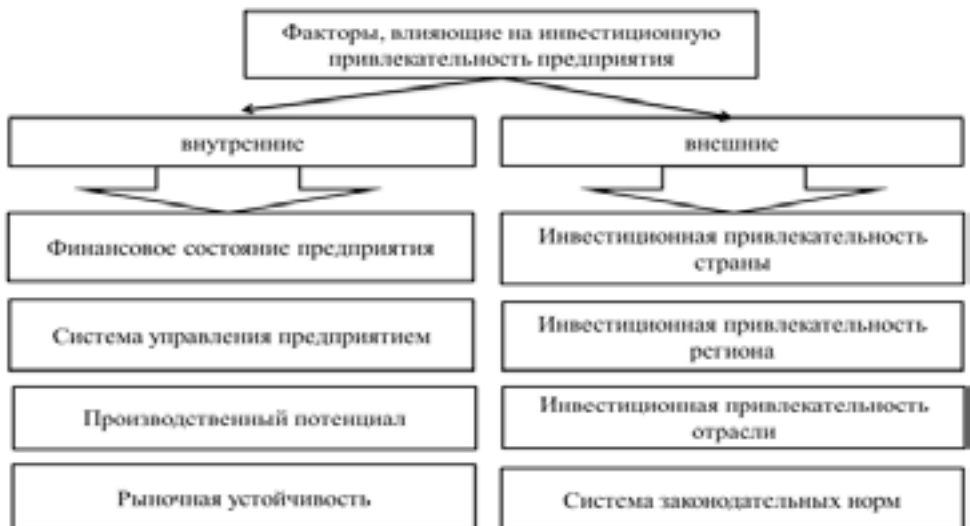 Факторы, влияющие на инвестиционную
привлекательность предприятия
внутренние
внешние
Финансовое состояние предприятия
Инвестиционная привлекательность
страны
Система управления предприятием
Инвестиционная привлекательность
региона
Производственный потенциал
Инвестиционная привлекательность
отрасли
Рыночная устойчивость
Система законодательных норм